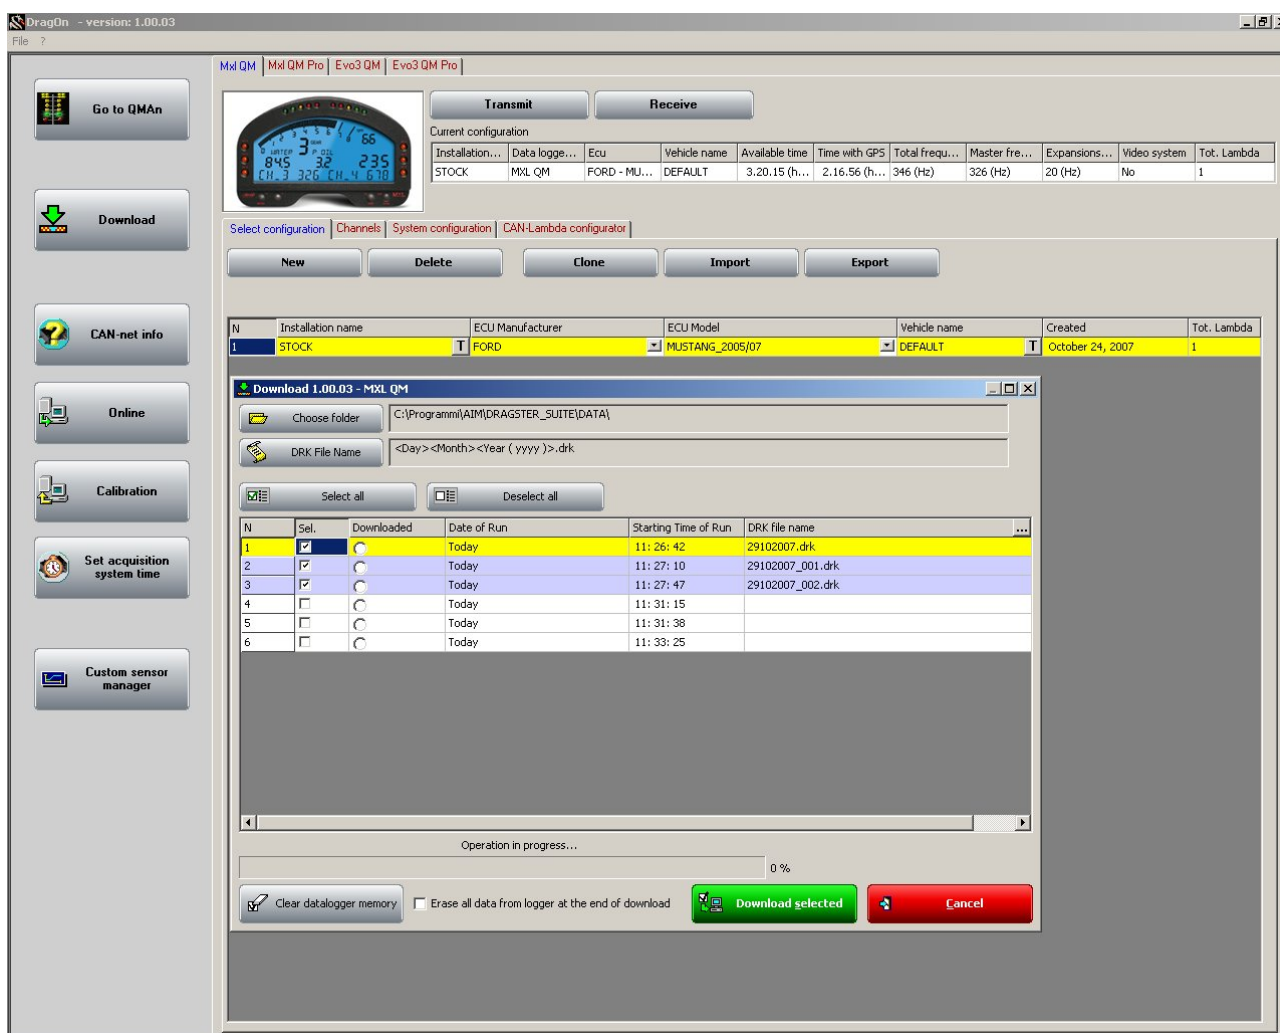 DragOn - version: 1.00.03
File ?
Mxl QM Mxl QM Pro Evo3 QM Evo3 QM Pro
Go to QMAn
Download
CAN-net info
Online
Calibration
Set acquisition
system time
Custom sensor
manager
Transmit Receive
Current configuration
Installation... Data logge... Ecu Vehicle name Available time Time with GPS Total frequ... Master fre... Expansions... Video system Tot. Lambda
STOCK MXL QM FORD - MU... DEFAULT 3.20.15 (h... 2.16.56 (h... 346 (Hz) 326 (Hz) 20 (Hz) No 1
Select configuration Channels System configuration CAN-Lambda configurator
New Delete Clone Import Export
N Installation name ECU Manufacturer ECU Model Vehicle name Created Tot. Lambda
1 STOCK T FORD MUSTANG_2005/07 DEFAULT T October 24, 2007 1
Download 1.00.03 - MXL QM
Choose folder C:\Programmi\AIM\DRAGSTER_SUITE\DATA\
DRK File Name <Day><Month><Year ( yyyy )>.drk
Select all Deselect all
N Sel. Downloaded Date of Run Starting Time of Run DRK file name ...
1 Today 11: 26: 42 29102007.drk
2 Today 11: 27: 10 29102007_001.drk
3 Today 11: 27: 47 29102007_002.drk
4 Today 11: 31: 15
5 Today 11: 31: 38
6 Today 11: 33: 25
Operation in progress...
0 %
Clear datalogger memory Erase all data from logger at the end of download Download selected Cancel